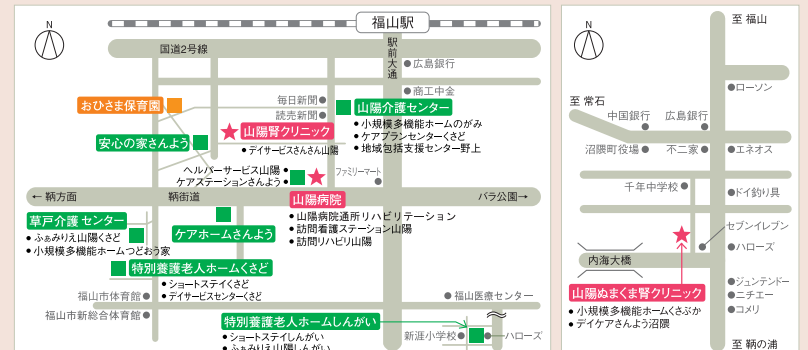 N
福山駅
国道2号線
駅前大通
広島銀行
商工中金
おひさま保育園
毎日新聞
読売新聞
山陽介護センター
小規模多機能ホームのがみ
ケアプランセンターくさど
地域包括支援センター野上
安心の家さんよう
山陽腎クリニック
デイサービスさんさん山陽
ヘルパーサービス山陽
ケアステーションさんよう
ファミリーマート
←鞆方面
鞆街道
バラ公園→
山陽病院
山陽病院通所リハビリテーション
訪問看護ステーション山陽
訪問リハビリ山陽
草戸介護 センター
ふぁみりえ山陽くさど
小規模多機能ホームつどおう家
ケアホームさんよう
特別養護老人ホームくさど
ショートステイくさど
デイサービスセンターくさど
福山市体育館
福山市新総合体育館
福山医療センター
特別養護老人ホームしんがい
ショートステイしんがい
ふぁみりえ山陽しんがい
新涯小学校
ハローズ
N
至 福山
ローソン
至 常石
中国銀行
広島銀行
沼隈町役場
不二家
エネオス
千年中学校
ドイ釣り具
セブンイレブン
ハローズ
内海大橋
山陽ぬまくま腎クリニック
小規模多機能ホームくさぶか
デイケアさんよう沼隈
ジュンテンドー
ニチエー
コメリ
至 鞆の浦